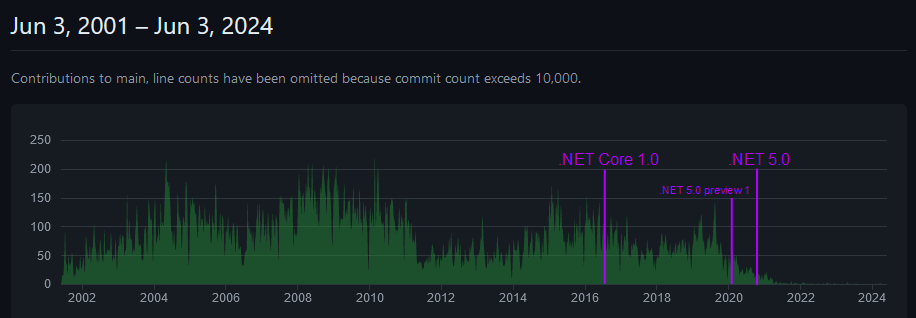 Jun 3, 2001 – Jun 3, 2024
Contributions to main, line counts have been omitted because commit count exceeds 10,000.
250
200
150
100
50
0
.NET Core 1.0
.NET 5.0
.NET 5.0 preview 1
2002 2004 2006 2008 2010 2012 2014 2016 2018 2020 2022 2024